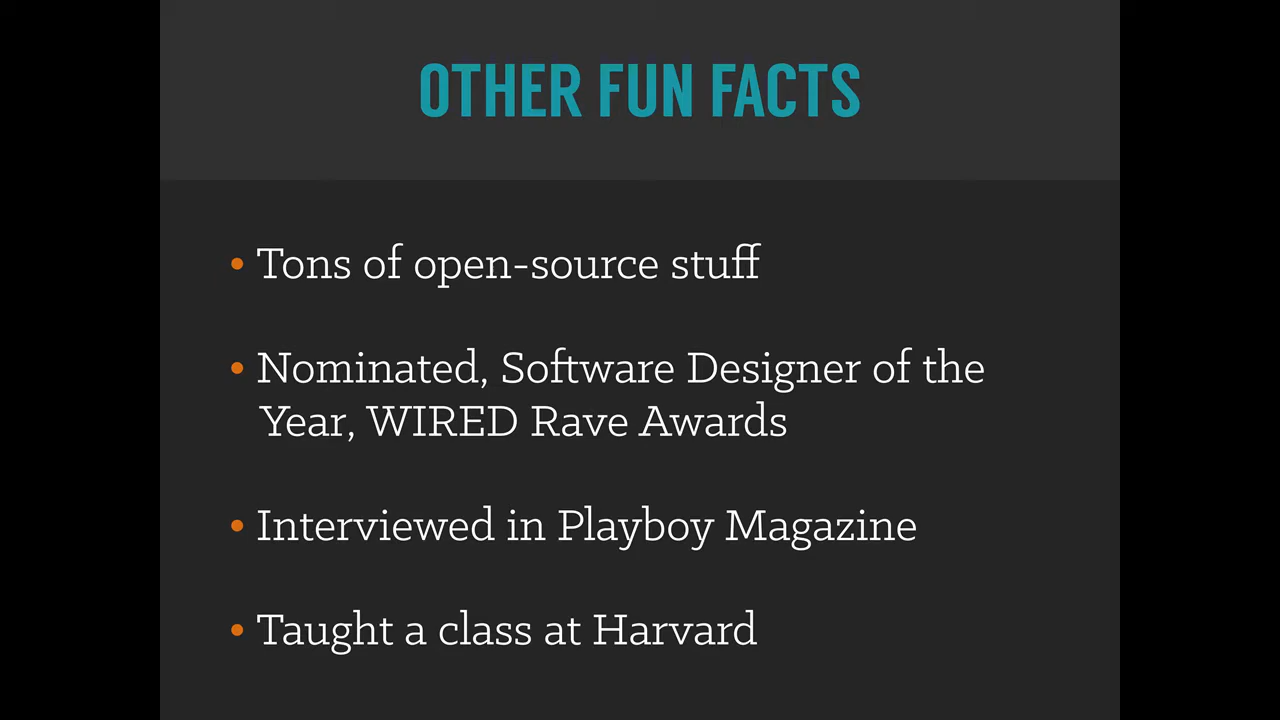 OTHER FUN FACTS
• Tons of open-source stuff
• Nominated, Software Designer of the
Year, WIRED Rave Awards
• Interviewed in Playboy Magazine
• Taught a class at Harvard